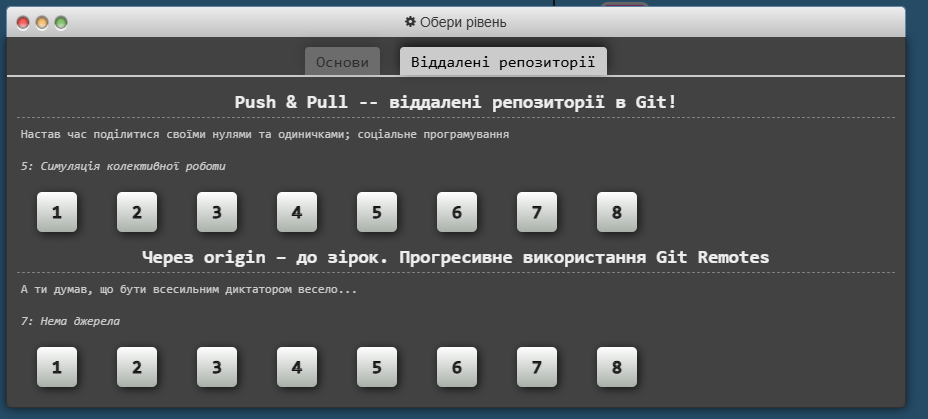 Обери рівень
Основи Віддалені репозиторії
Push & Pull -- віддалені репозиторії в Git!
Настав час поділитися своїми нулями та одиничками; соціальне програмування
5: Симуляція колективної роботи
1 2 3 4 5 6 7 8
Через origin – до зірок. Прогресивне використання Git Remotes
А ти думав, що бути всесильним диктатором весело...
7: Нема джерела
1 2 3 4 5 6 7 8